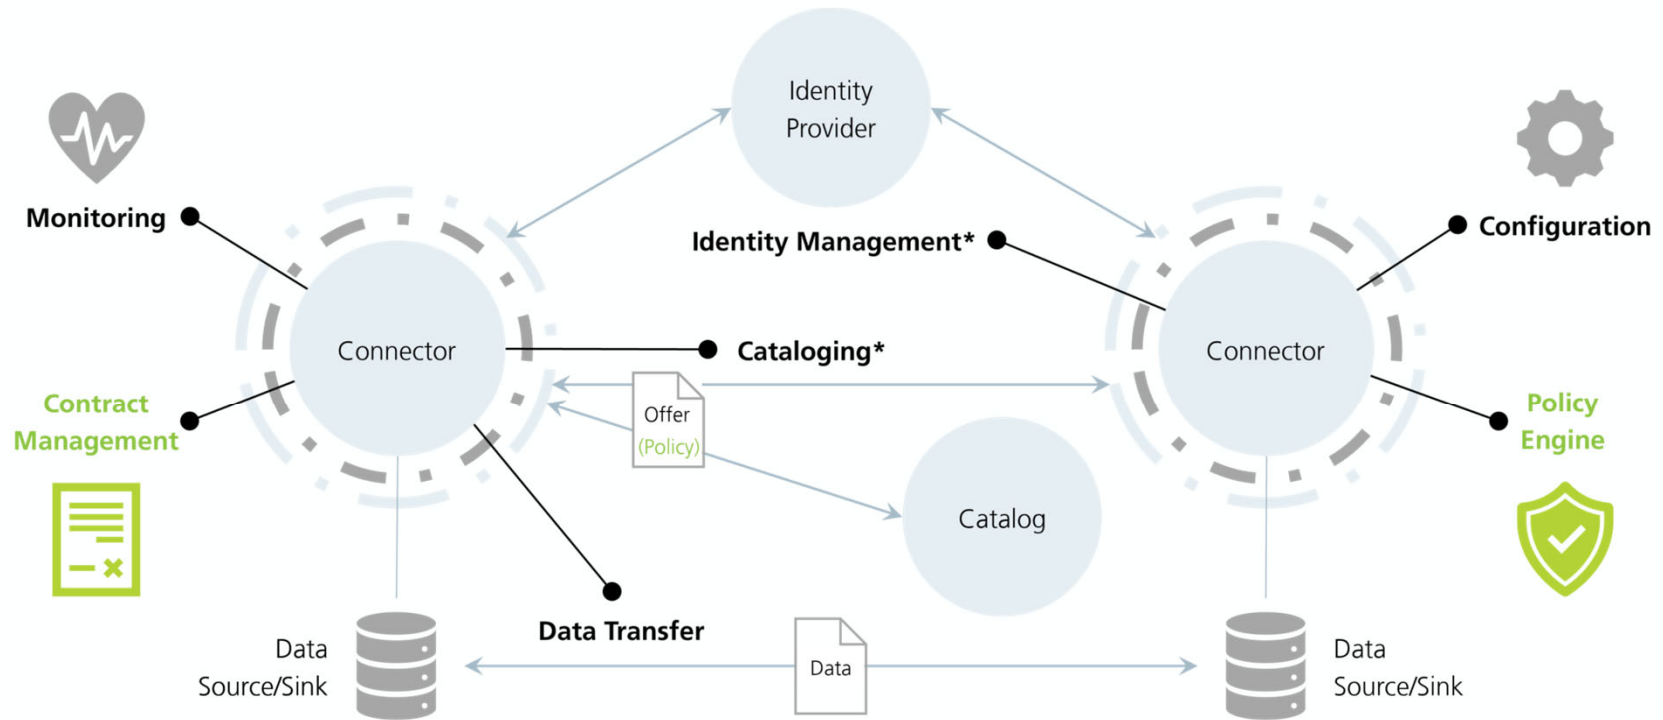 Identity
Provider
Monitoring
Configuration
Identity Management*
Connector
Cataloging*
Connector
Contract
Management
Offer
(Policy)
Policy
Engine
Catalog
Data Transfer
Data
Source/Sink
Data
Data
Source/Sink